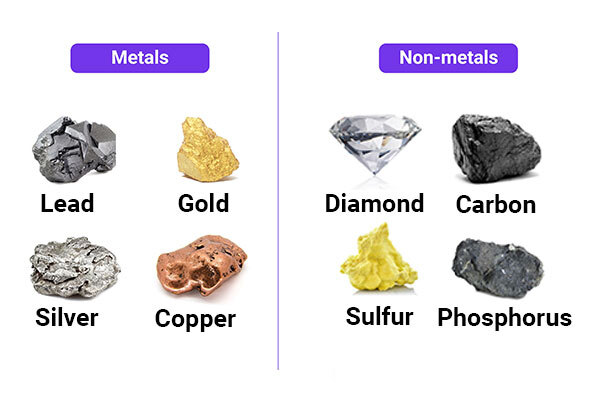 Metals
Non-metals
Lead
Gold
Diamond
Carbon
Silver
Copper
Sulfur
Phosphorus